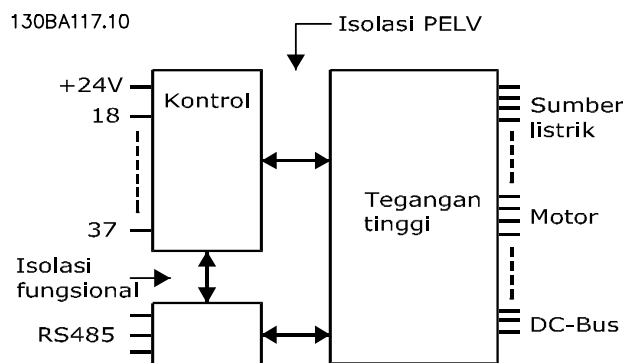 130BA117.10
Isolasi PELV
+24V
18
37
Kontrol
Tegangan
tinggi
Sumber
listrik
Motor
DC-Bus
Isolasi
fungsional
RS485